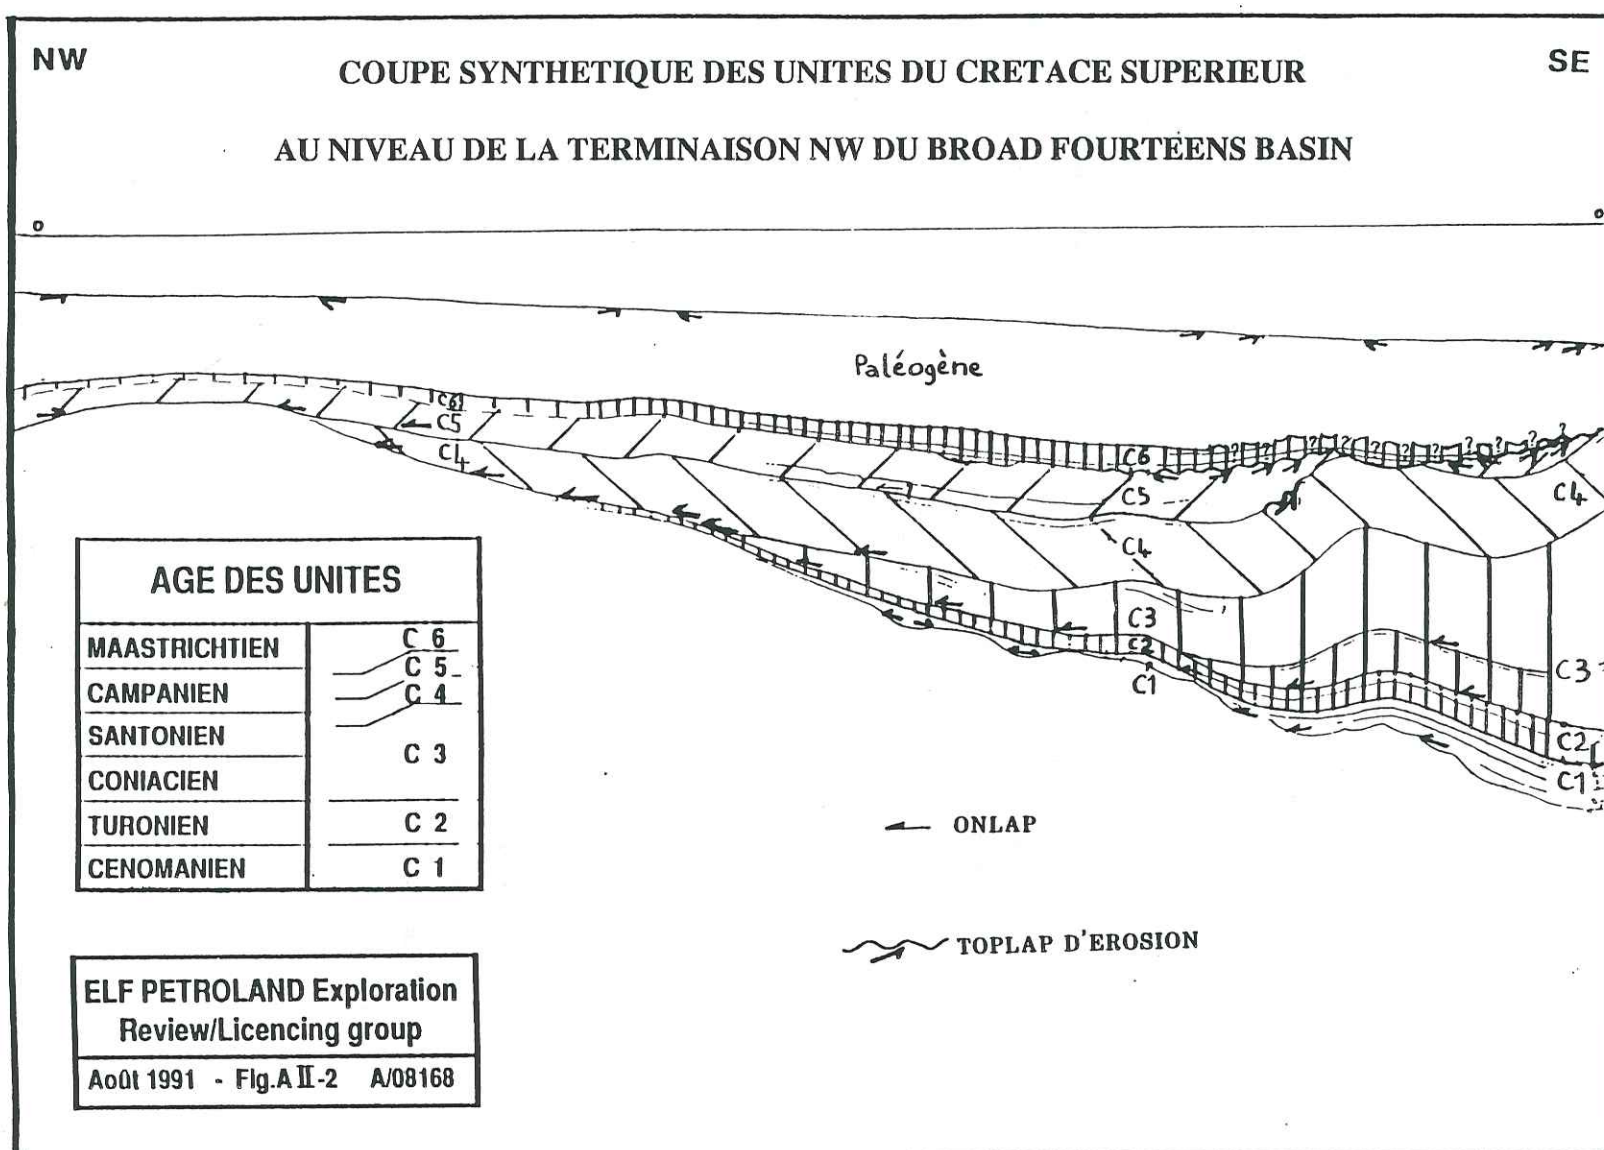 NW
SE
COUPE SYNTHETIQUE DES UNITES DU CRETACE SUPERIEUR
AU NIVEAU DE LA TERMINAISON NW DU BROAD FOURTEENS BASIN
o
o
Paléogène
C6
C5
C4
C6
C5
C4
C3
C2
C1
? ? ? ? ? ? ? ? ? ?
C4
C3
C2
C1
AGE DES UNITES
MAASTRICHTIEN
CAMPANIEN
SANTONIEN
CONIACIEN
TURONIEN
CENOMANIEN
C 6
C 5
C 4
C 3
C 2
C 1
ONLAP
TOPLAP D'EROSION
ELF PETROLAND Exploration
Review/Licencing group
Août 1991 - Fig.A II-2 A/08168